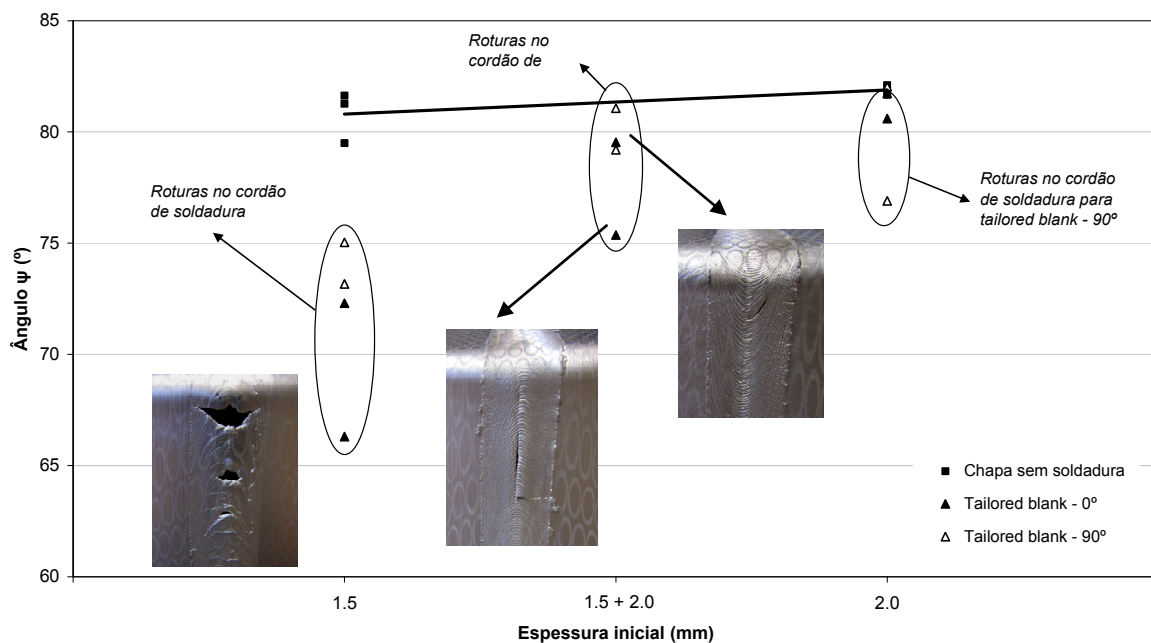 85
80
75
70
65
60
Ângulo ψ (º)
Roturas no
cordão de
Roturas no cordão
de soldadura
Roturas no cordão
de soldadura para
tailored blank - 90º
Chapa sem soldadura
Tailored blank - 0º
Tailored blank - 90º
1.5
1.5 + 2.0
2.0
Espessura inicial (mm)